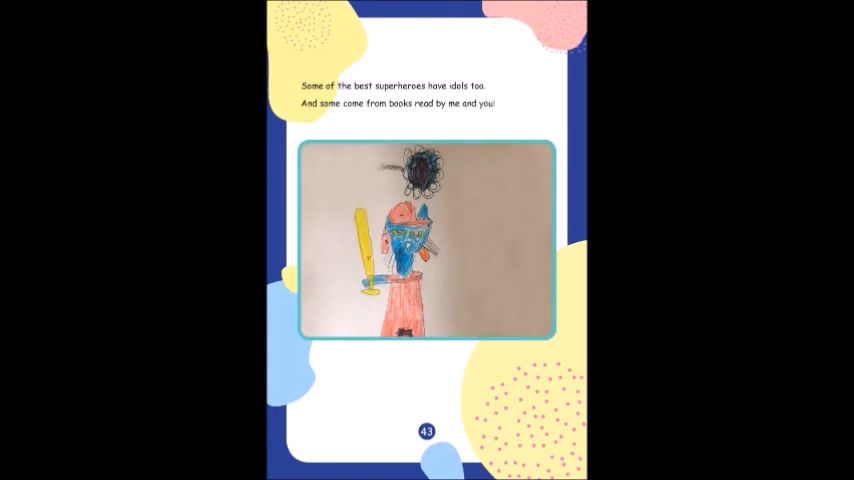 Some of the best superheroes have idols too.
And some come from books read by me and you!
43